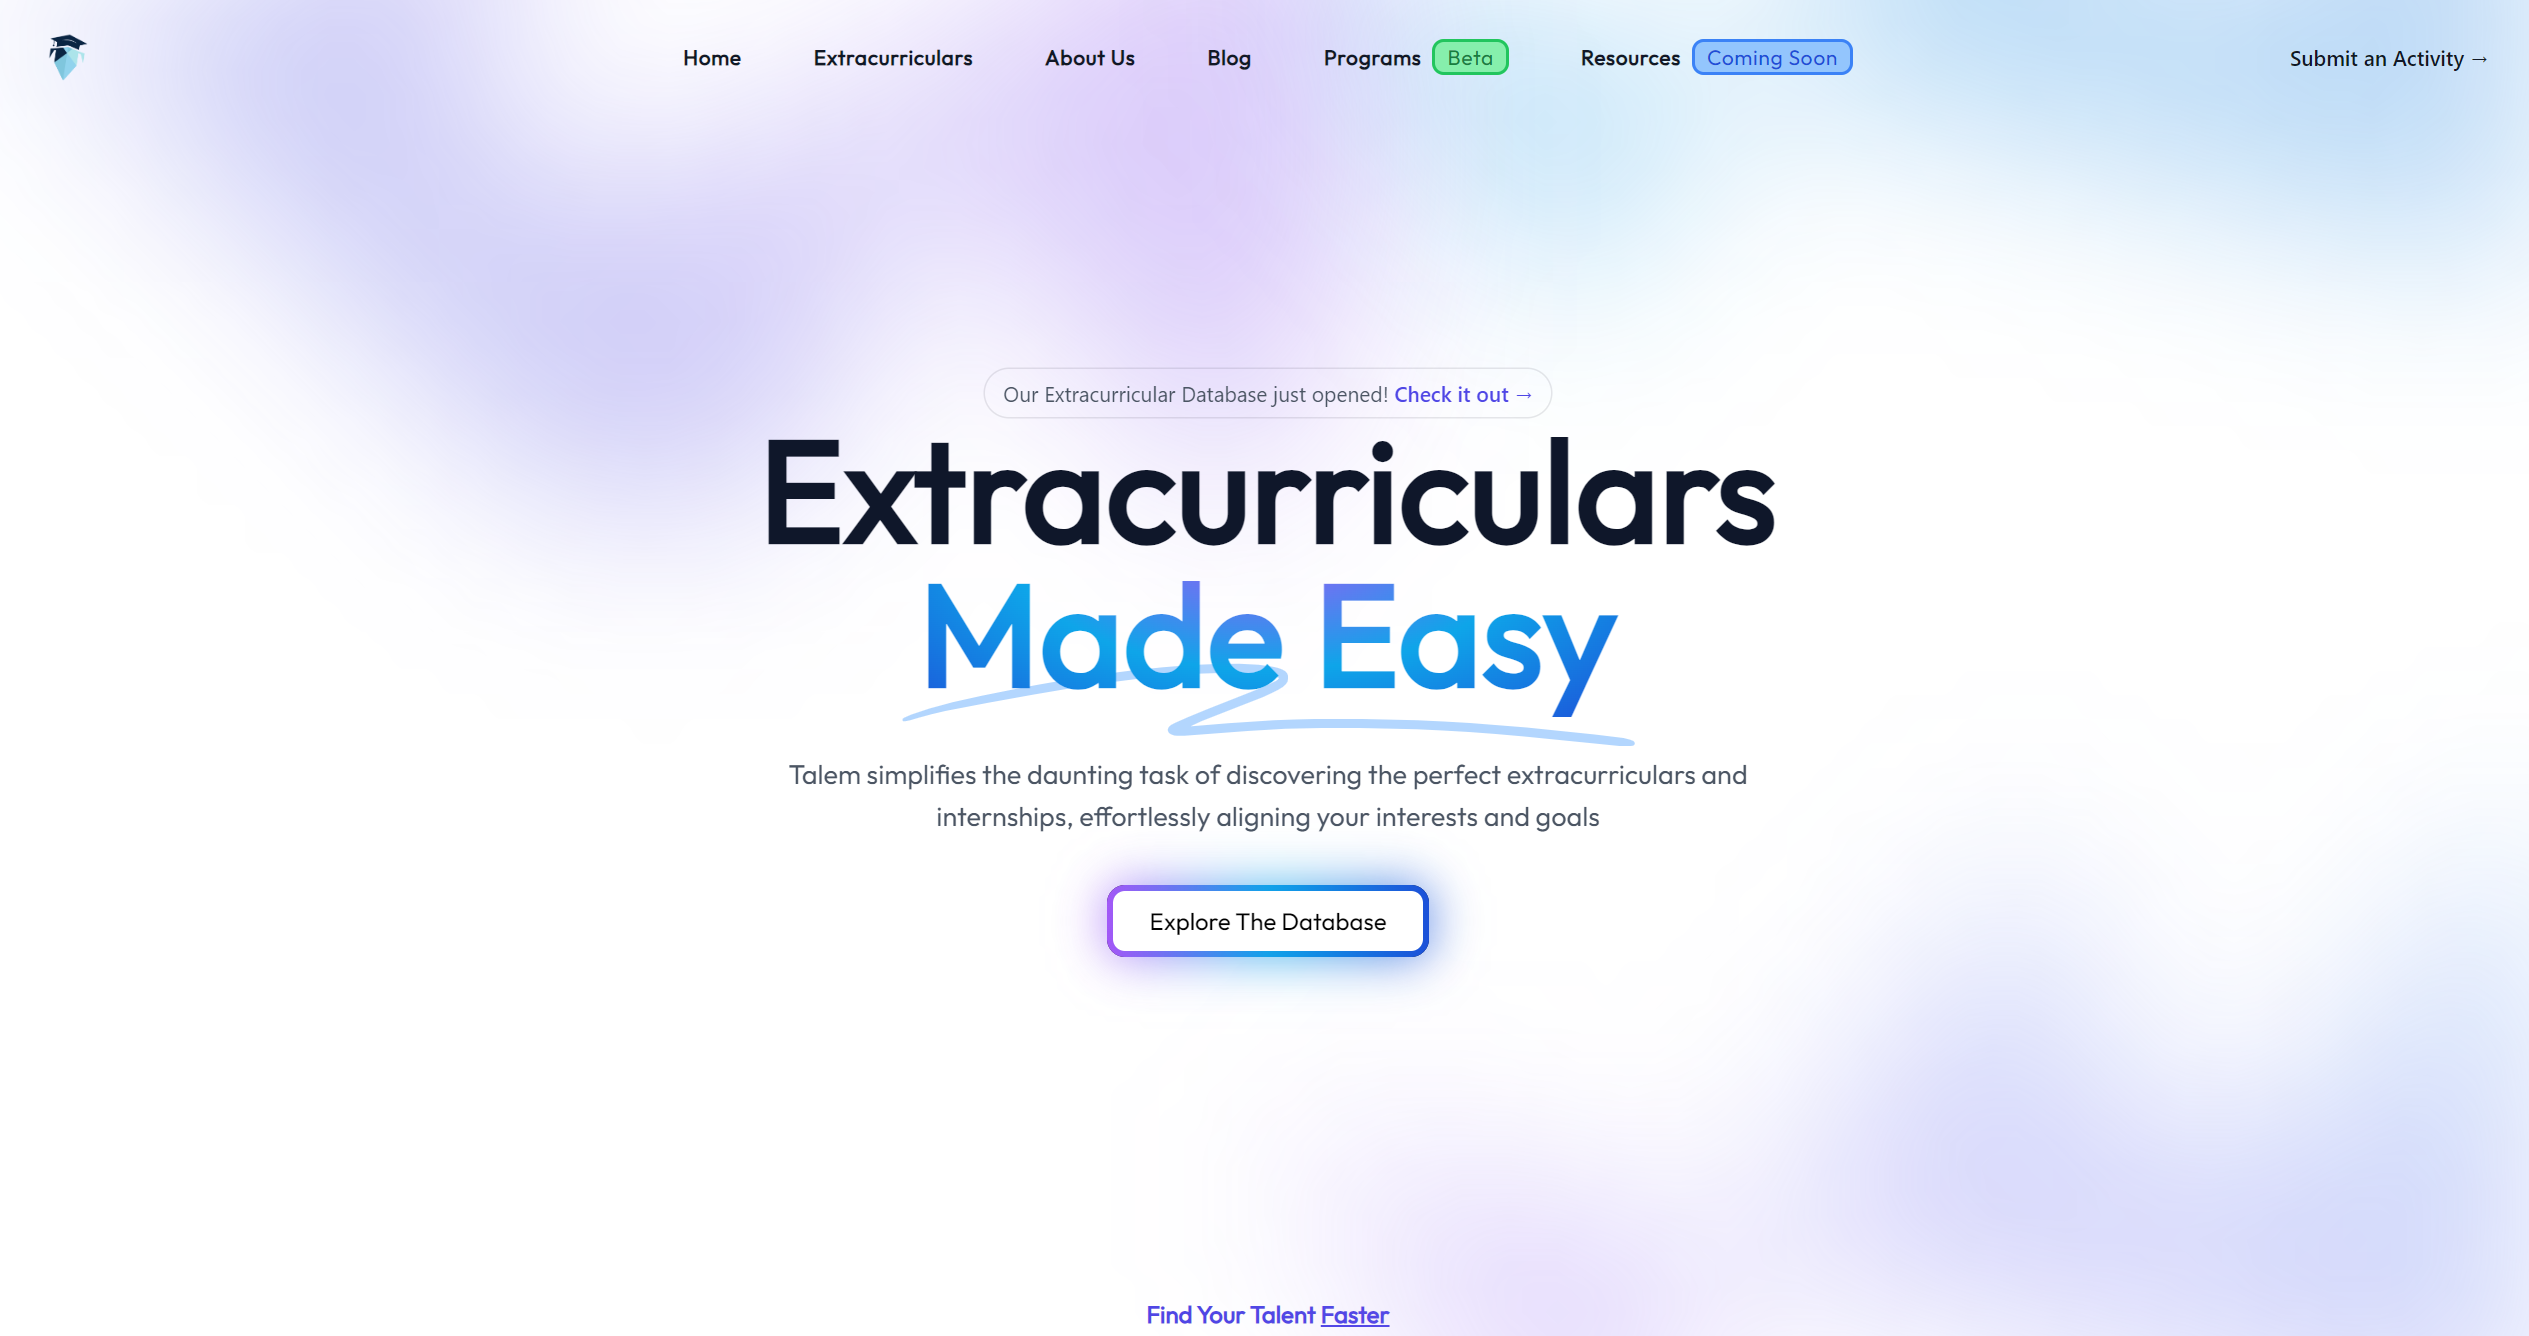 Home Extracurriculars About Us Blog Programs Beta Resources Coming Soon Submit an Activity →
Our Extracurricular Database just opened! Check it out →
Extracurriculars
Made Easy
Talem simplifies the daunting task of discovering the perfect extracurriculars and
internships, effortlessly aligning your interests and goals
Explore The Database
Find Your Talent Faster